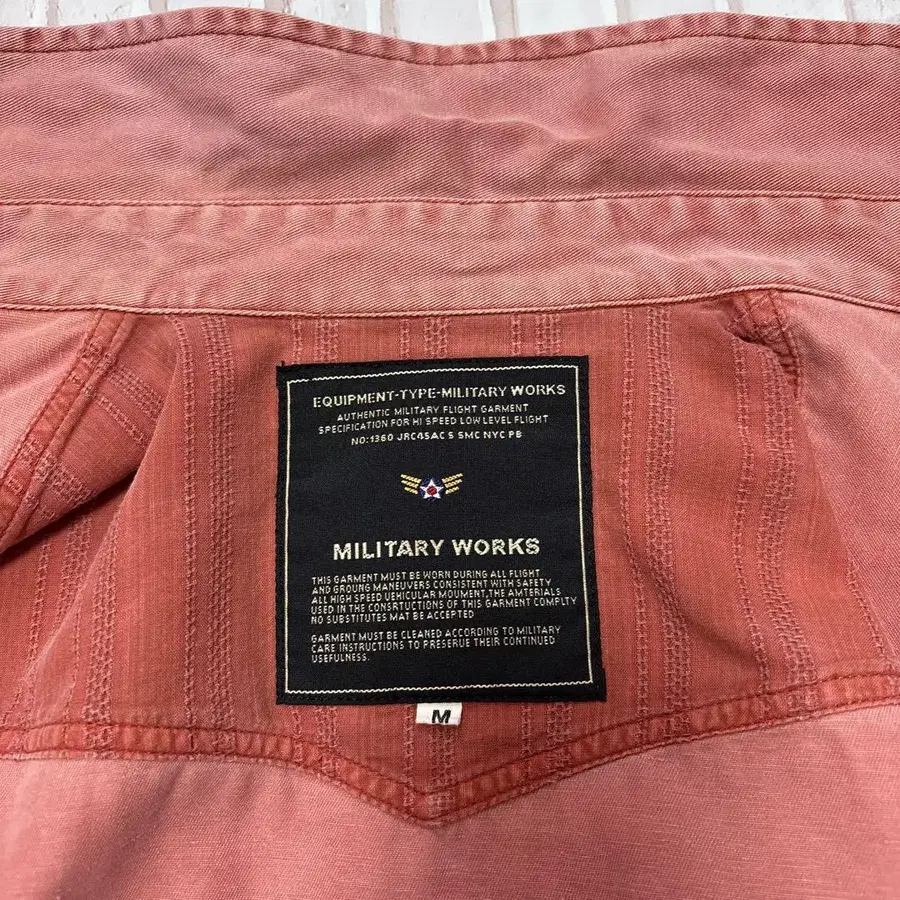 EQUIPMENT-TYPE-MILITARY WORKS
AUTHENTIC MILITARY FLIGHT GARMENT
SPECIFICATION FOR HI SPEED LOW LEVEL FLIGHT
NO:1360 JRC45AC S SMC NYC PB
MILITARY WORKS
THIS GARMENT MUST BE WORN DURING ALL FLIGHT
AND GROUNG MANEUVERS CONSISTENT WITH SAFETY
ALL HIGH SPEED UEHICULAR MOUMENT,THE AMTERIALS
USED IN THE CONSRTUCTIONS OF THIS GARMENT COMPLTY
NO SUBSTITUTES MAT BE ACCEPTED
GARMENT MUST BE CLEANED ACCORDING TO MILITARY
CARE INSTRUCTIONS TO PRESERVE THEIR CONTINUED
USEFULNESS.
M